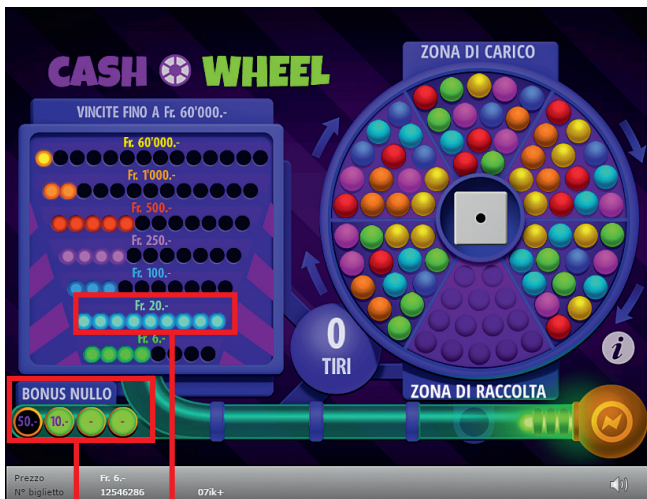 CASH WHEEL
ZONA DI CARICO
VINCITE FINO A Fr. 60'000.-
Fr. 60'000.-
Fr. 1'000.-
Fr. 500.-
Fr. 250.-
Fr. 100.-
Fr. 20.-
Fr. 6.-
0
TIRI
i
BONUS NULLO
50.- 10.- - -
ZONA DI RACCOLTA
Prezzo Fr. 6.-
N° biglietto 12546286 07ik+